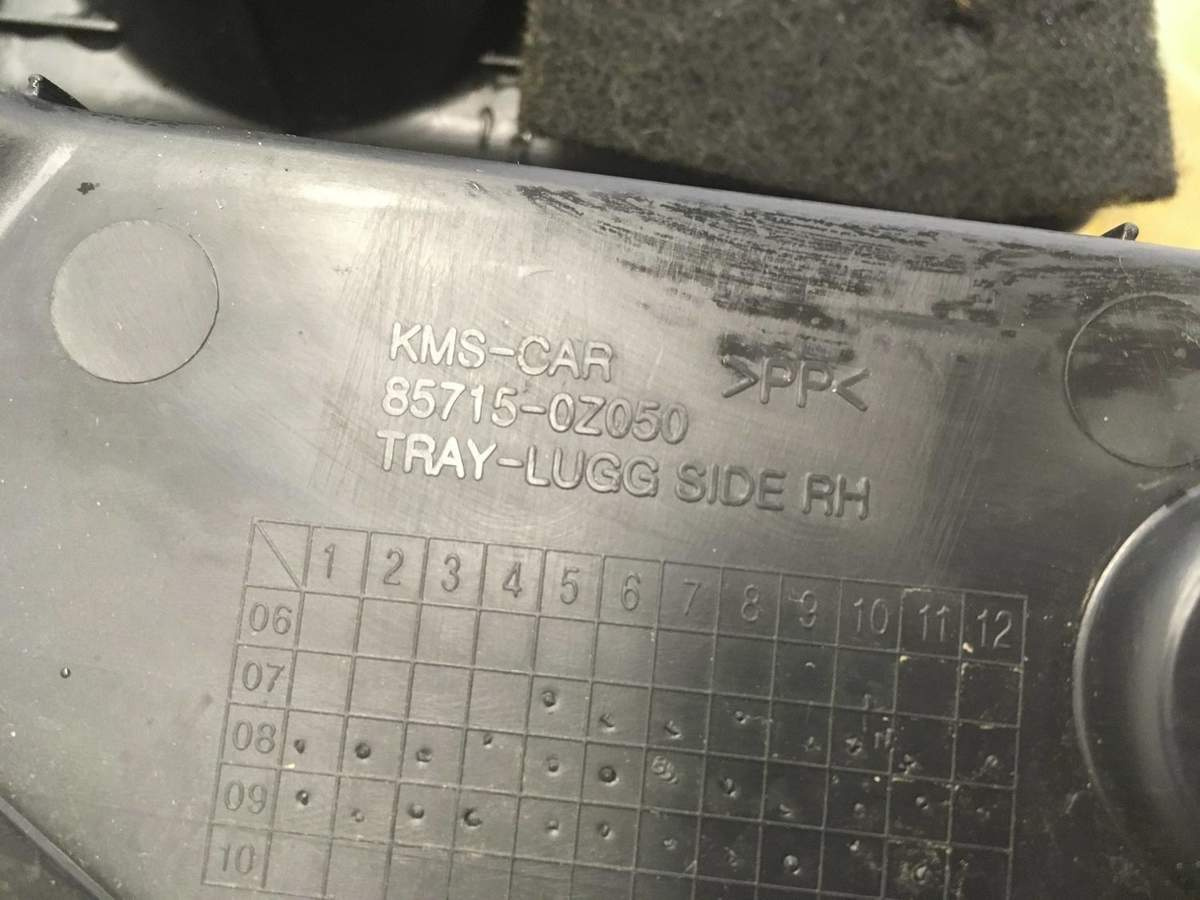 KMS-CAR
85715-0Z050
TRAY-LUGG SIDE RH
>PP<
1 2 3 4 5 6 7 8 9 10 11 12
06
07
08
09
10